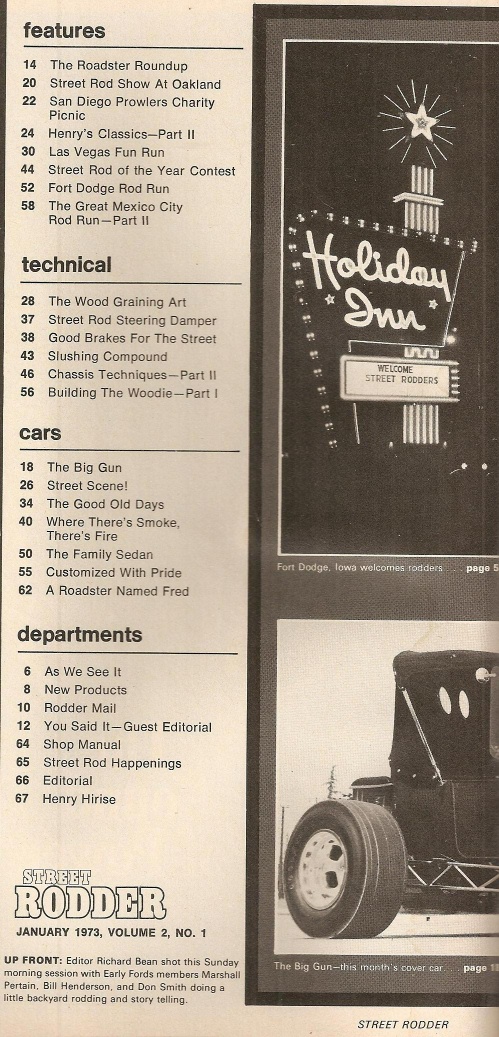 features
14 The Roadster Roundup
20 Street Rod Show At Oakland
22 San Diego Prowlers Charity
Picnic
24 Henry's Classics—Part II
30 Las Vegas Fun Run
44 Street Rod of the Year Contest
52 Fort Dodge Rod Run
58 The Great Mexico City
Rod Run—Part II
technical
28 The Wood Graining Art
37 Street Rod Steering Damper
38 Good Brakes For The Street
43 Slushing Compound
46 Chassis Techniques—Part II
56 Building The Woodie—Part I
cars
18 The Big Gun
26 Street Scene!
34 The Good Old Days
40 Where There's Smoke,
There's Fire
50 The Family Sedan
55 Customized With Pride
62 A Roadster Named Fred
departments
6 As We See It
8 New Products
10 Rodder Mail
12 You Said It—Guest Editorial
64 Shop Manual
65 Street Rod Happenings
66 Editorial
67 Henry Hirise
STREET
RODDER
JANUARY 1973, VOLUME 2, NO. 1
UP FRONT: Editor Richard Bean shot this Sunday
morning session with Early Fords members Marshall
Pertain, Bill Henderson, and Don Smith doing a
little backyard rodding and story telling.
Holiday
Inn
WELCOME
STREET RODDERS
Fort Dodge, Iowa welcomes rodders . . . page 5
The Big Gun—this month's cover car . . . page 18
STREET RODDER